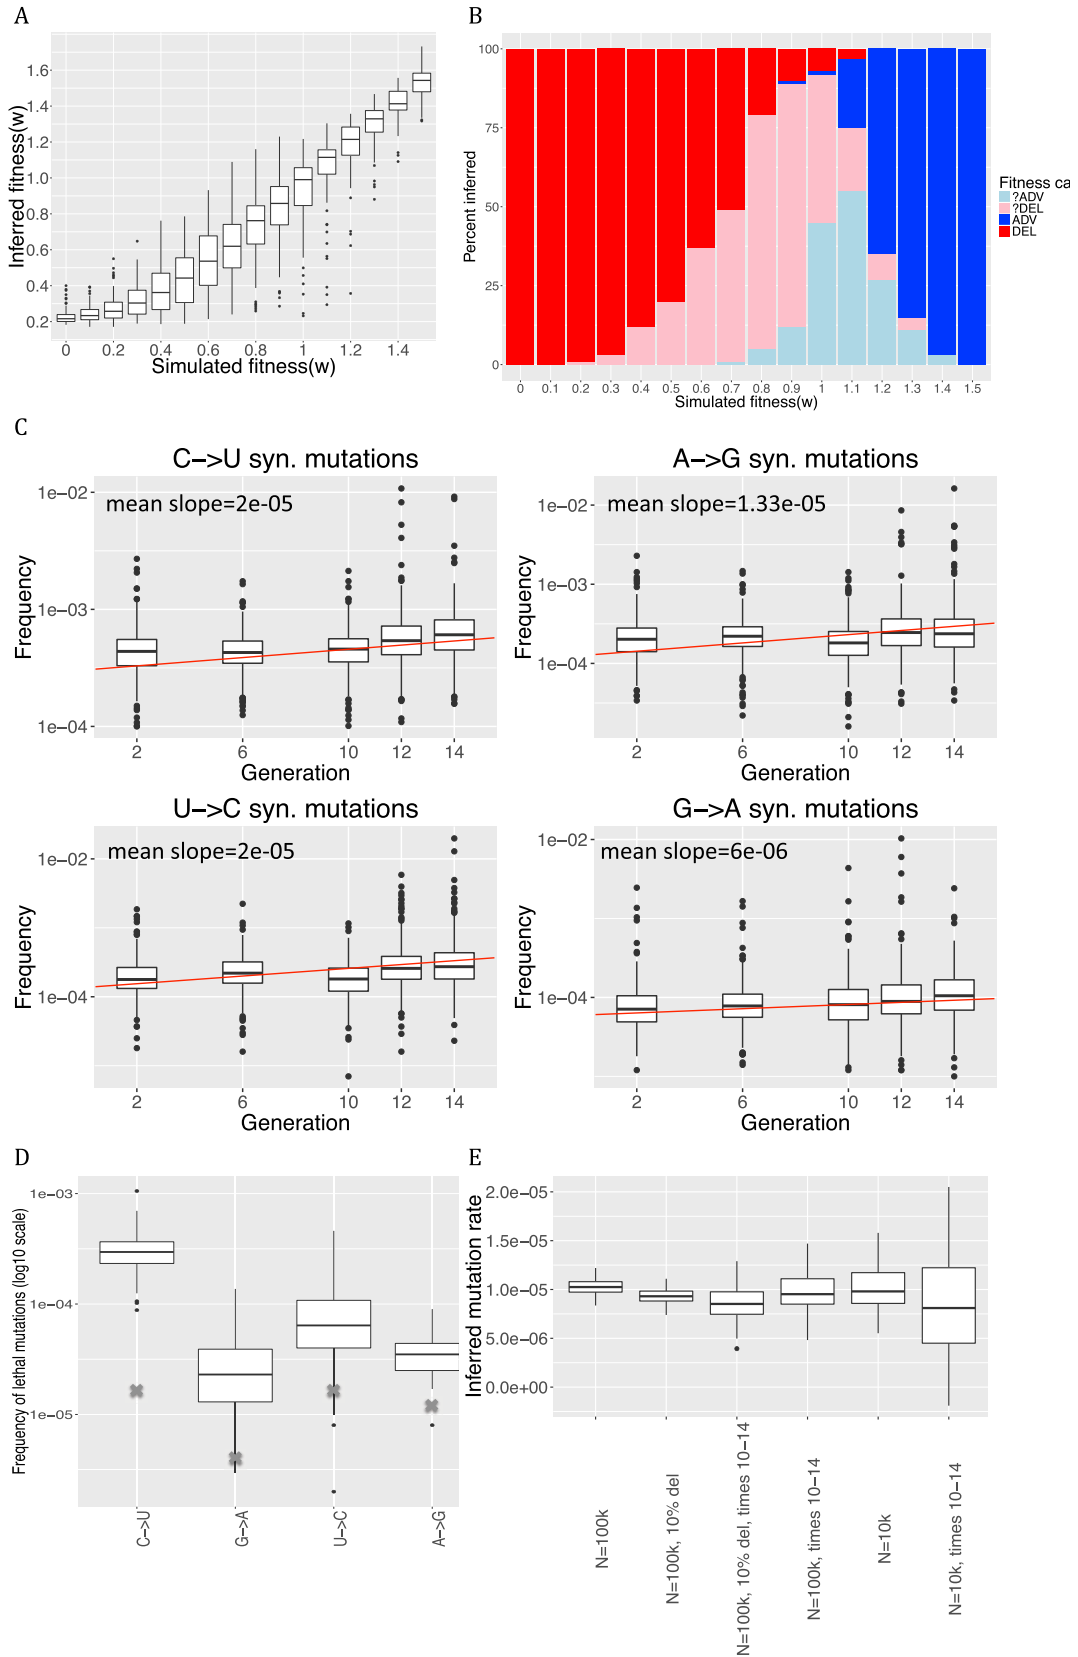 A
1.6
1.4
1.2
1.0
0.8
0.6
0.4
0.2
Inferred fitness(w)
0 0.2 0.4 0.6 0.8 1 1.2 1.4
Simulated fitness(w)
B
100
75
50
25
0
Percent inferred
0 0.1 0.2 0.3 0.4 0.5 0.6 0.7 0.8 0.9 1 1.1 1.2 1.3 1.4 1.5
Simulated fitness(w)
Fitness ca
?ADV
?DEL
ADV
DEL
C
C->U syn. mutations
mean slope=2e-05
1e-02
1e-03
1e-04
Frequency
2 6 10 12 14
Generation
A->G syn. mutations
mean slope=1.33e-05
1e-02
1e-03
1e-04
Frequency
2 6 10 12 14
Generation
U->C syn. mutations
mean slope=2e-05
1e-02
1e-04
Frequency
2 6 10 12 14
Generation
G->A syn. mutations
mean slope=6e-06
1e-02
1e-04
Frequency
2 6 10 12 14
Generation
D
1e-03
1e-04
1e-05
Frequency of lethal mutations (log10 scale)
C->U
G->A
U->C
A->G
E
2.0e-05
1.5e-05
1.0e-05
5.0e-06
0.0e+00
Inferred mutation rate
N=100k
N=100k, 10% del
N=100k, 10% del, times 10-14
N=100k, times 10-14
N=10k
N=10k, times 10-14